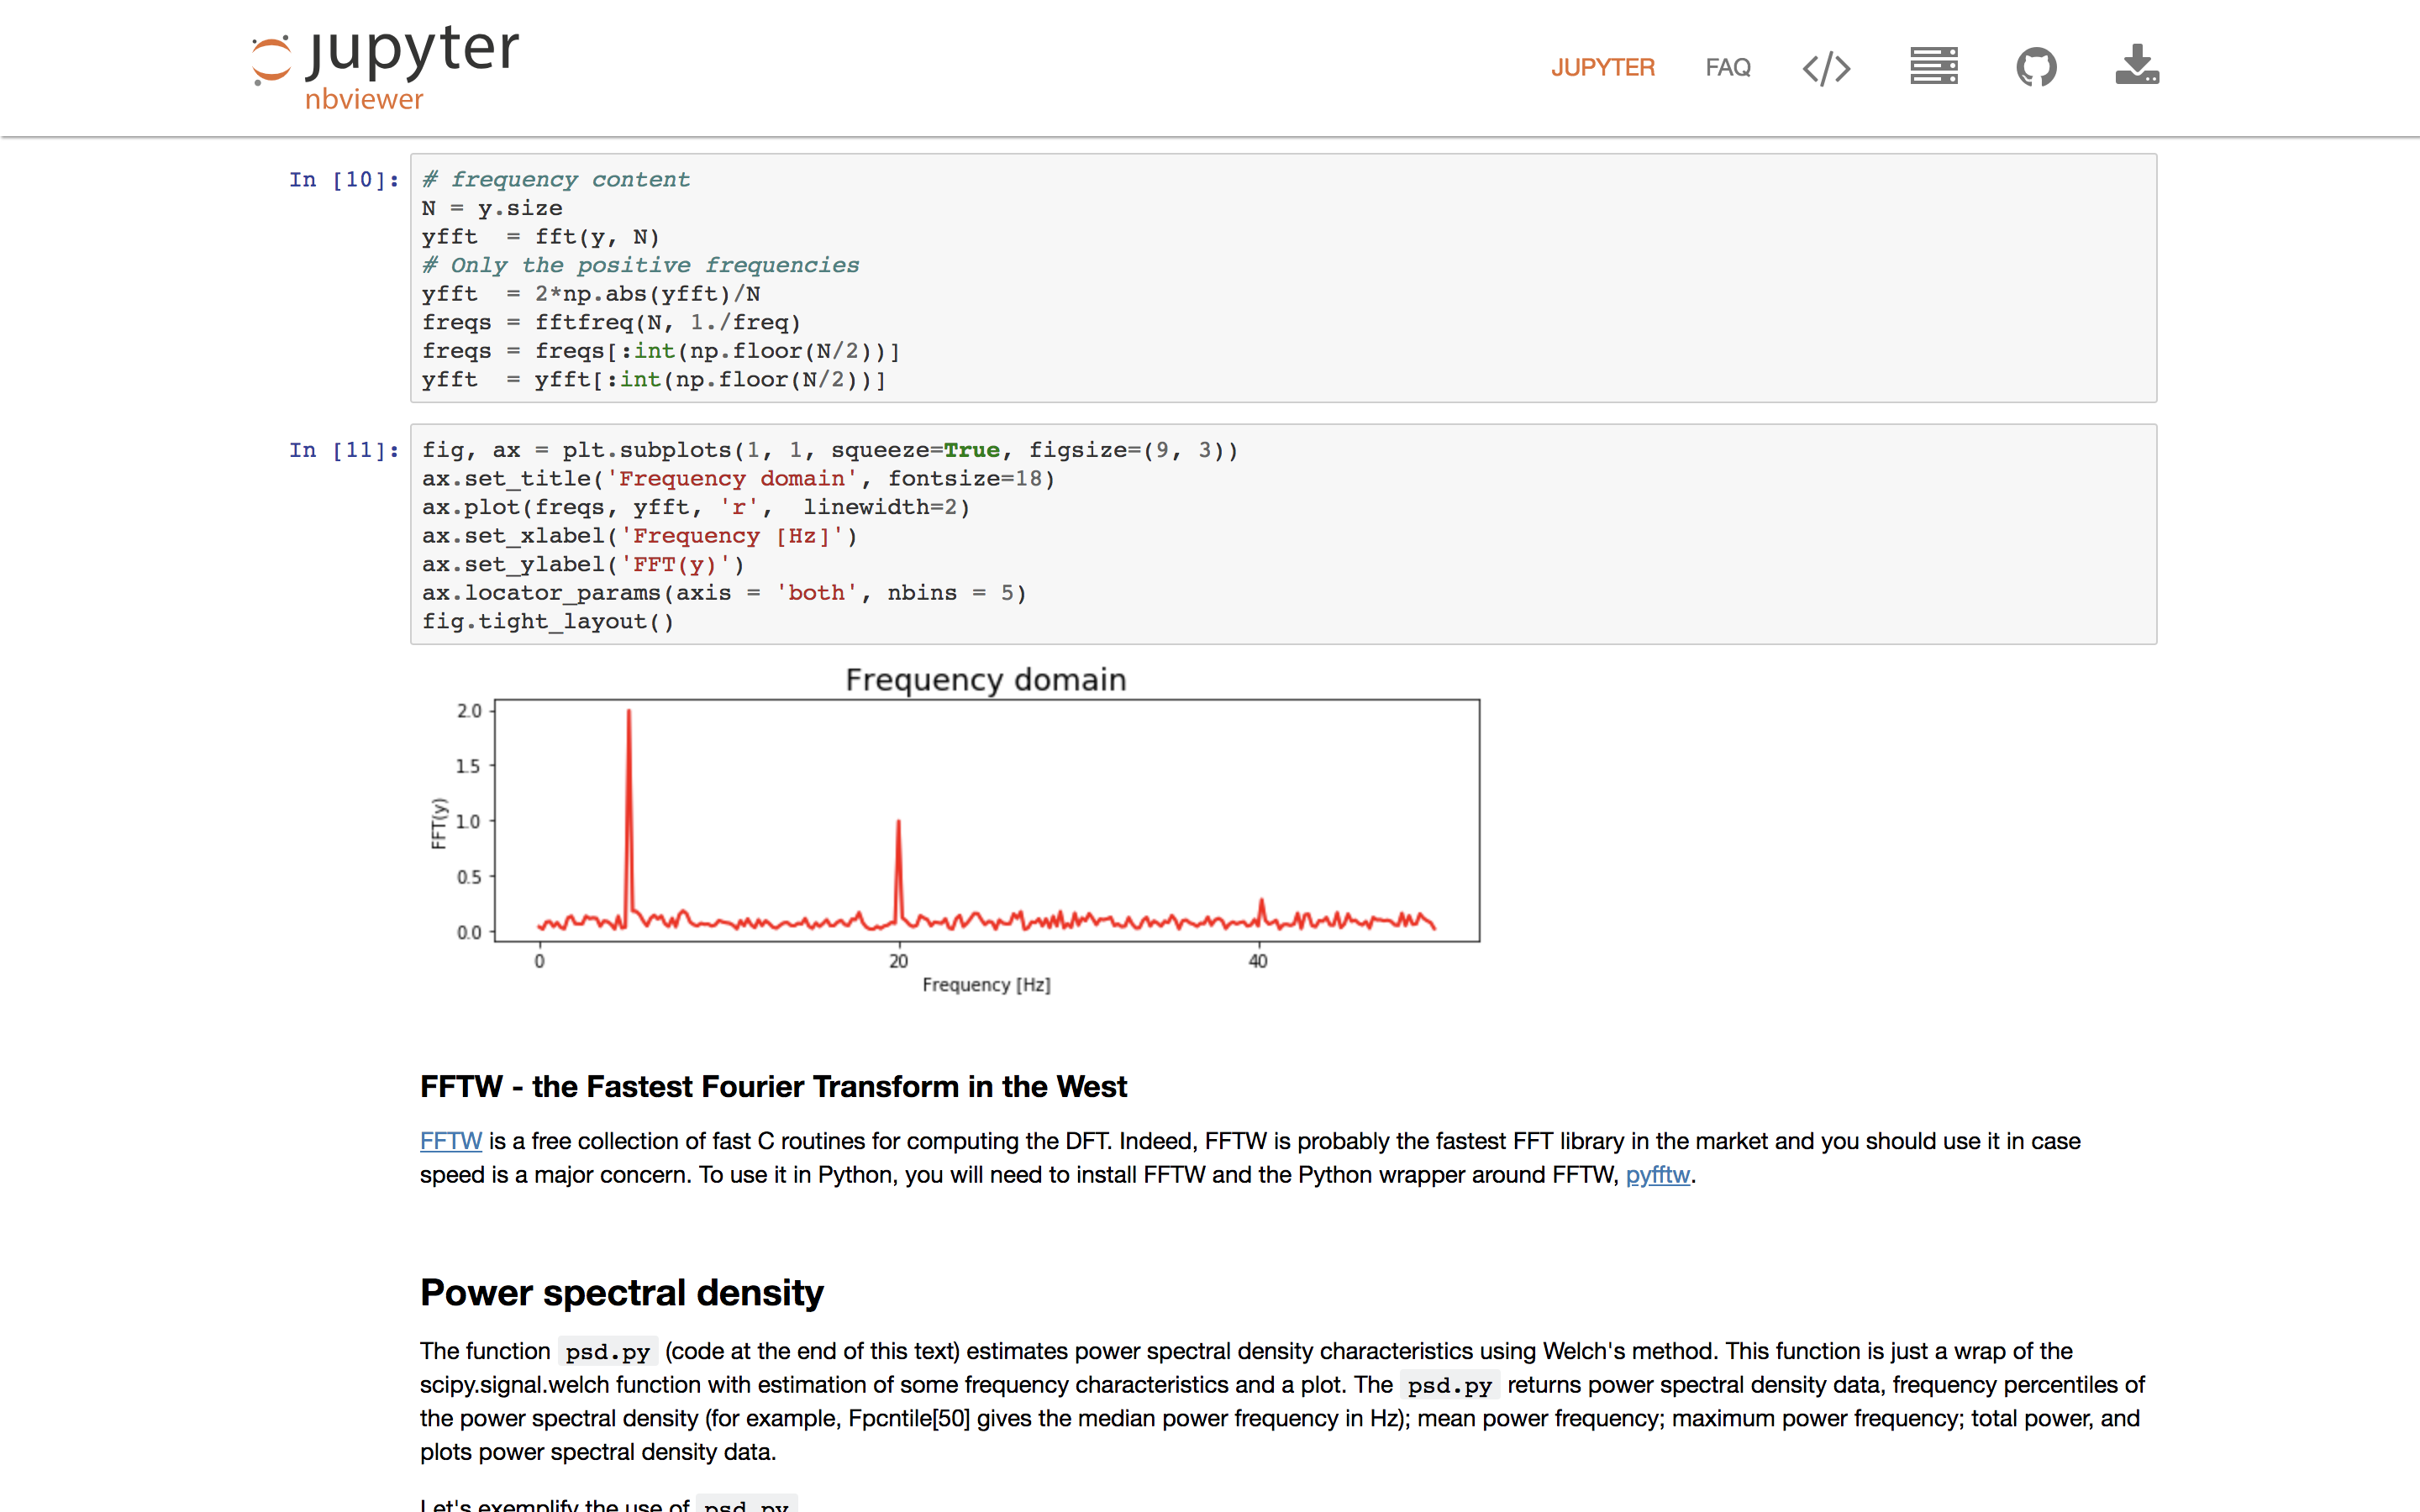 jupyter
nbviewer
JUPYTER FAQ </>
In [10]: # frequency content
N = y.size
yfft  = fft(y, N)
# Only the positive frequencies
yfft  = 2*np.abs(yfft)/N
freqs = fftfreq(N, 1./freq)
freqs = freqs[:int(np.floor(N/2))]
yfft  = yfft[:int(np.floor(N/2))]
In [11]: fig, ax = plt.subplots(1, 1, squeeze=True, figsize=(9, 3))
ax.set_title('Frequency domain', fontsize=18)
ax.plot(freqs, yfft, 'r',  linewidth=2)
ax.set_xlabel('Frequency [Hz]')
ax.set_ylabel('FFT(y)')
ax.locator_params(axis = 'both', nbins = 5)
fig.tight_layout()
Frequency domain
2.0
1.5
1.0
0.5
0.0
FFT(y)
0 20 40
Frequency [Hz]
FFTW - the Fastest Fourier Transform in the West
FFTW is a free collection of fast C routines for computing the DFT. Indeed, FFTW is probably the fastest FFT library in the market and you should use it in case
speed is a major concern. To use it in Python, you will need to install FFTW and the Python wrapper around FFTW, pyfftw.
Power spectral density
The function psd.py (code at the end of this text) estimates power spectral density characteristics using Welch's method. This function is just a wrap of the
scipy.signal.welch function with estimation of some frequency characteristics and a plot. The psd.py returns power spectral density data, frequency percentiles of
the power spectral density (for example, Fpcntile[50] gives the median power frequency in Hz); mean power frequency; maximum power frequency; total power, and
plots power spectral density data.
Let's exemplify the use of psd.py